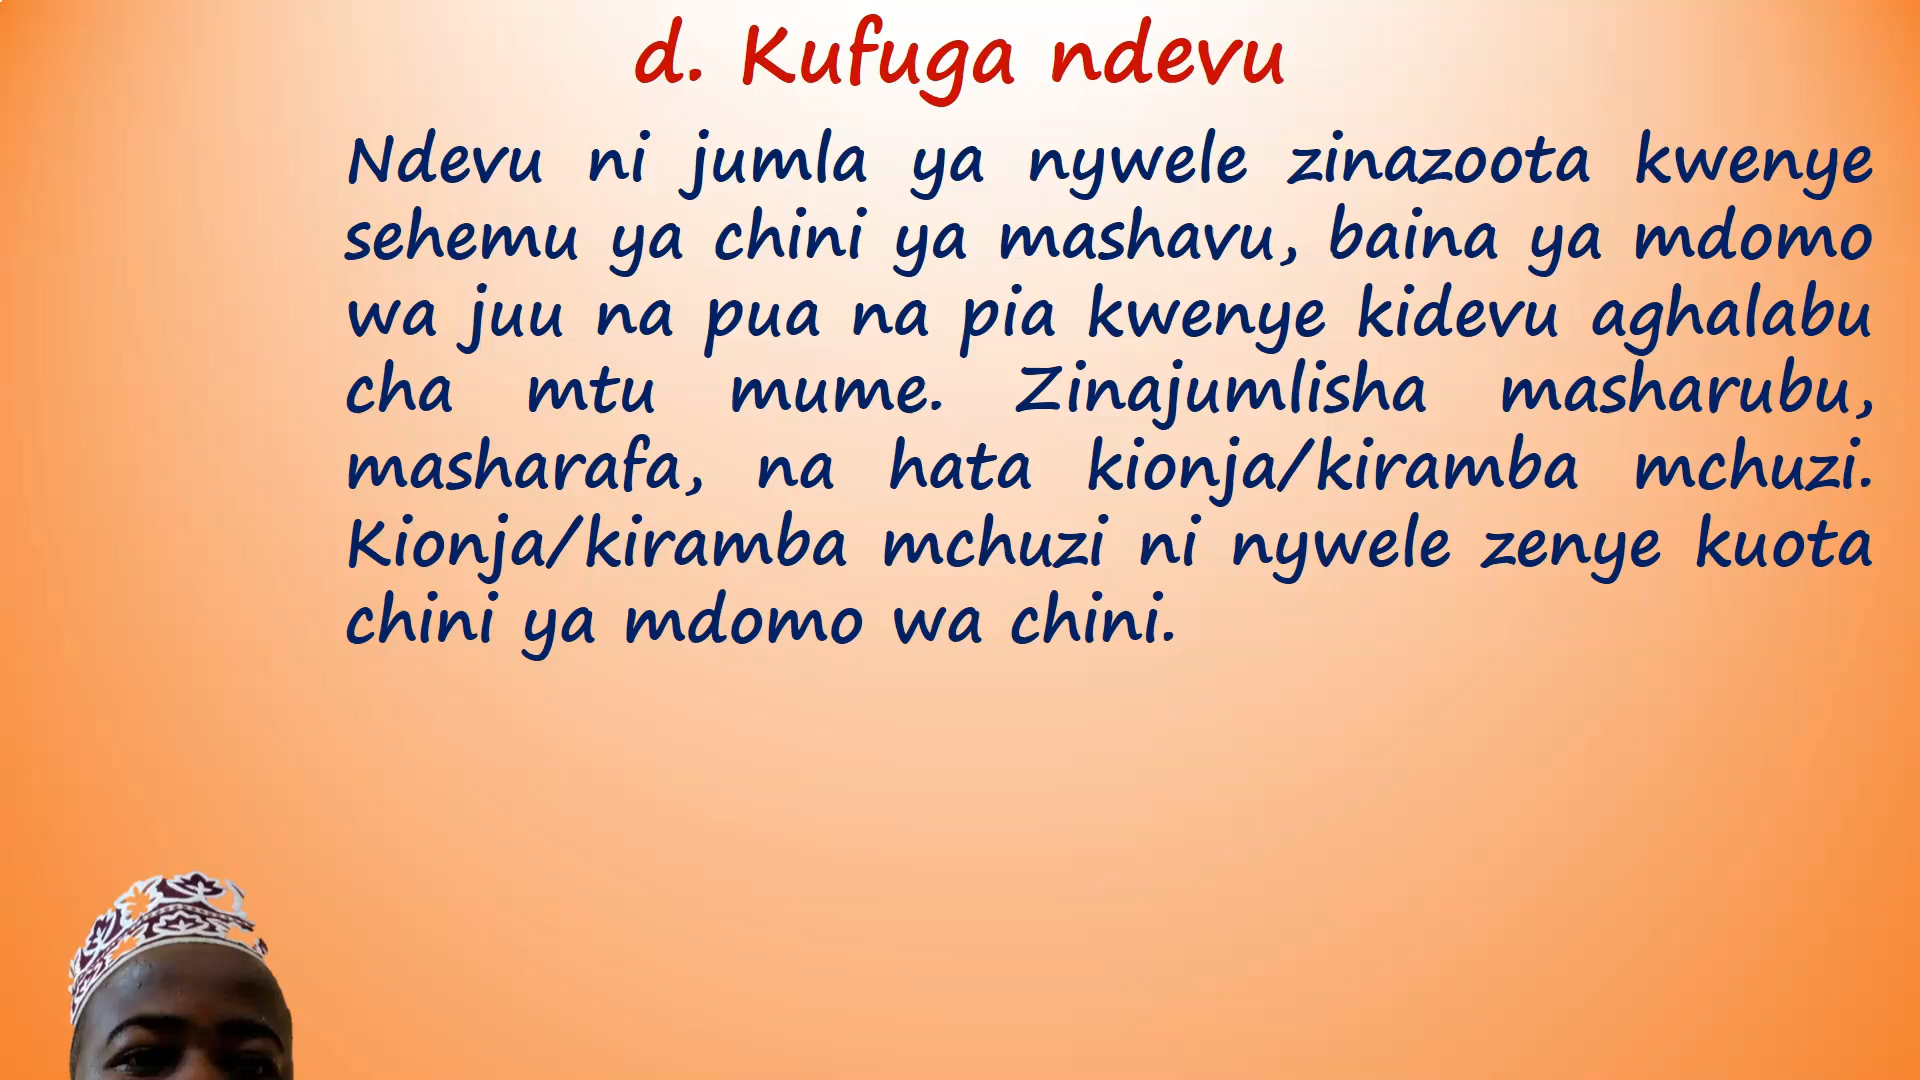 d. Kufuga ndevu
Ndevu ni jumla ya nywele zinazoota kwenye
sehemu ya chini ya mashavu, baina ya mdomo
wa juu na pua na pia kwenye kidevu aghalabu
cha mtu mume. Zinajumlisha masharubu,
masharafa, na hata kionja/kiramba mchuzi.
Kionja/kiramba mchuzi ni nywele zenye kuota
chini ya mdomo wa chini.